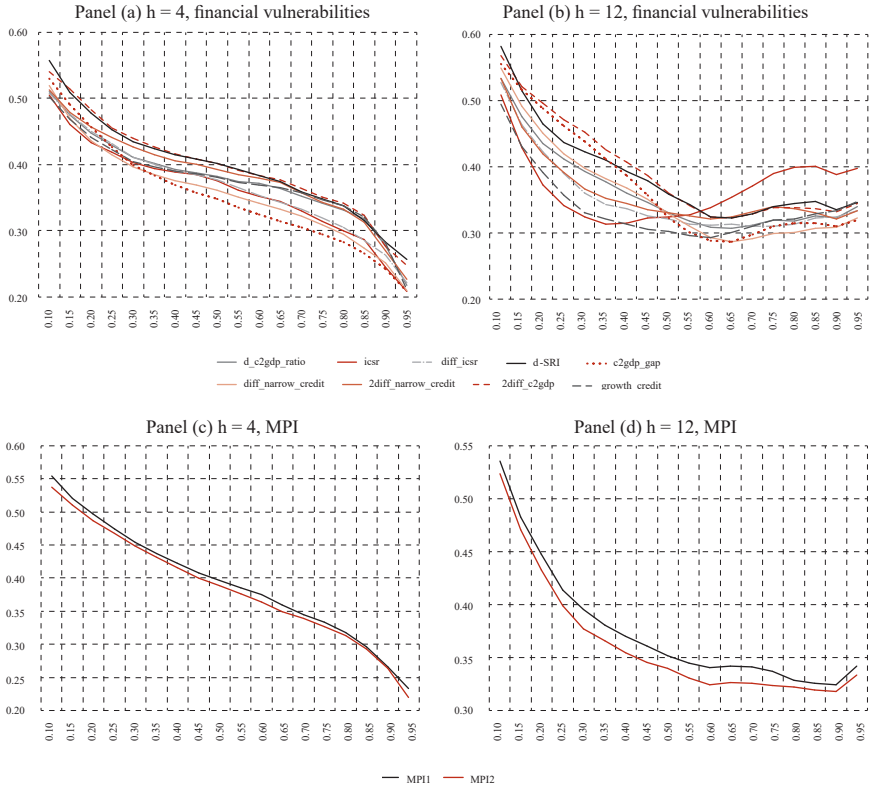 Panel (a) h = 4, financial vulnerabilities
0.60
0.50
0.40
0.30
0.20
0.10 0.15 0.20 0.25 0.30 0.35 0.40 0.45 0.50 0.55 0.60 0.65 0.70 0.75 0.80 0.85 0.90 0.95
Panel (b) h = 12, financial vulnerabilities
0.60
0.50
0.40
0.30
0.20
0.10 0.15 0.20 0.25 0.30 0.35 0.40 0.45 0.50 0.55 0.60 0.65 0.70 0.75 0.80 0.85 0.90 0.95
d_c2gdp_ratio icsr diff_icsr d-SRI c2gdp_gap
diff_narrow_credit 2diff_narrow_credit 2diff_c2gdp growth_credit
Panel (c) h = 4, MPI
0.60
0.55
0.50
0.45
0.40
0.35
0.30
0.25
0.20
0.10 0.15 0.20 0.25 0.30 0.35 0.40 0.45 0.50 0.55 0.60 0.65 0.70 0.75 0.80 0.85 0.90 0.95
Panel (d) h = 12, MPI
0.55
0.50
0.45
0.40
0.35
0.30
0.10 0.15 0.20 0.25 0.30 0.35 0.40 0.45 0.50 0.55 0.60 0.65 0.70 0.75 0.80 0.85 0.90 0.95
MPI1 MPI2